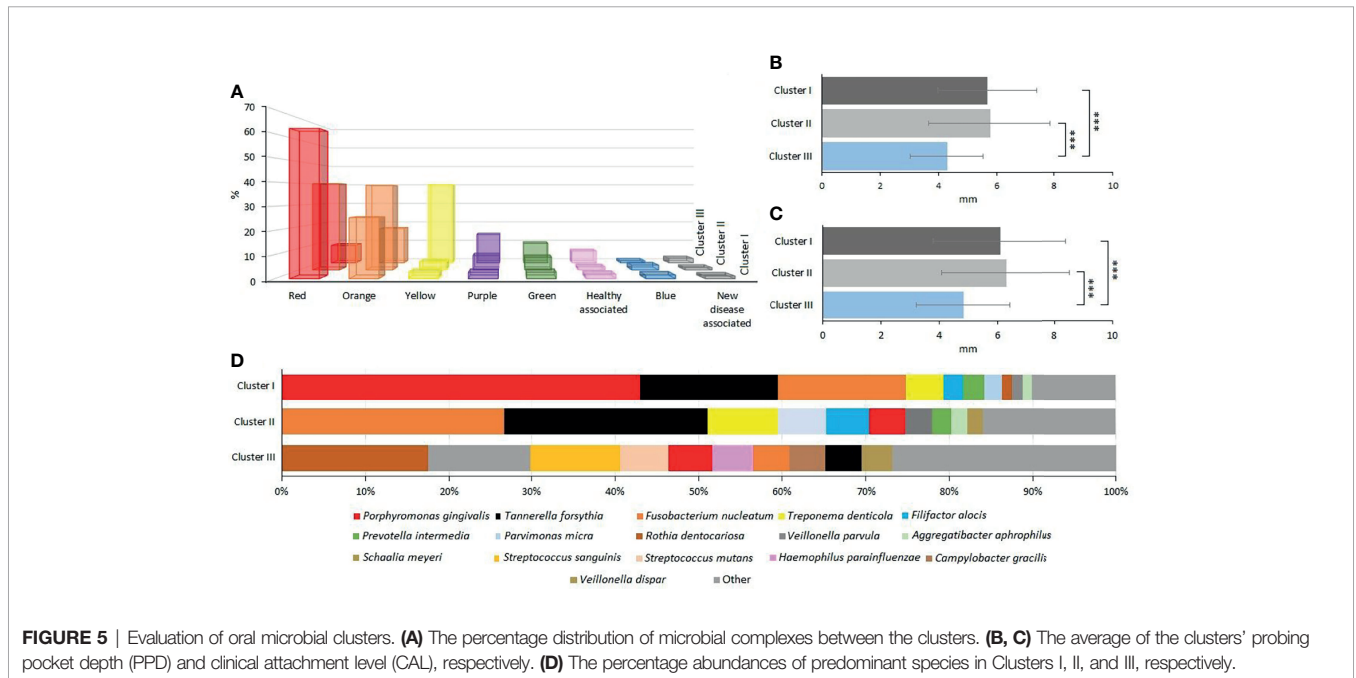 A
70
60
50
40
30
20
10
0
%
Red
Orange
Yellow
Purple
Green
Healthy
associated
Blue
New
disease
associated
Cluster III
Cluster II
Cluster I
B
Cluster I
Cluster II
Cluster III
***
***
0 2 4 6 8 10
mm
C
Cluster I
Cluster II
Cluster III
***
***
0 2 4 6 8 10
mm
D
Cluster I
Cluster II
Cluster III
0% 10% 20% 30% 40% 50% 60% 70% 80% 90% 100%
Porphyromonas gingivalis Tannerella forsythia Fusobacterium nucleatum Treponema denticola Filifactor alocis
Prevotella intermedia Parvimonas micra Rothia dentocariosa Veillonella parvula Aggregatibacter aphrophilus
Schaalia meyeri Streptococcus sanguinis Streptococcus mutans Haemophilus parainfluenzae Campylobacter gracilis
Veillonella dispar Other
FIGURE 5 | Evaluation of oral microbial clusters. (A) The percentage distribution of microbial complexes between the clusters. (B, C) The average of the clusters' probing
pocket depth (PPD) and clinical attachment level (CAL), respectively. (D) The percentage abundances of predominant species in Clusters I, II, and III, respectively.